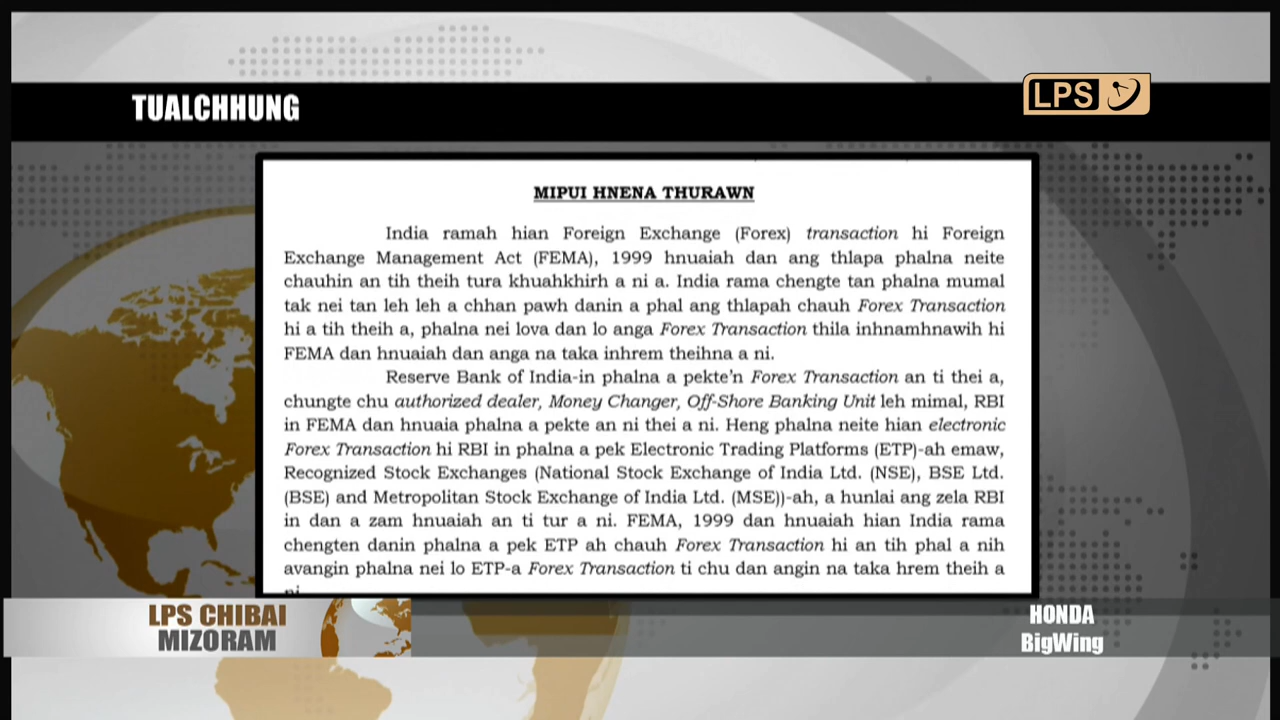 TUALCHHUNG
LPS
MIPUI HNENA THURAWN
India ramah hian Foreign Exchange (Forex) transaction hi Foreign
Exchange Management Act (FEMA), 1999 hnuaiah dan ang thlapa phalna neite
chauhin an tih theih tura khuahkhirh a ni a. India rama chengte tan phalna mumal
tak nei tan leh leh a chhan pawh danin a phal ang thlapah chauh Forex Transaction
hi a tih theih a, phalna nei lova dan lo anga Forex Transaction thila inhnamhnawih hi
FEMA dan hnuaiah dan anga na taka inhrem theihna a ni.
Reserve Bank of India-in phalna a pekte'n Forex Transaction an ti thei a,
chungte chu authorized dealer, Money Changer, Off-Shore Banking Unit leh mimal, RBI
in FEMA dan hnuaia phalna a pekte an ni thei a ni. Heng phalna neite hian electronic
Forex Transaction hi RBI in phalna a pek Electronic Trading Platforms (ETP)-ah emaw,
Recognized Stock Exchanges (National Stock Exchange of India Ltd. (NSE), BSE Ltd.
(BSE) and Metropolitan Stock Exchange of India Ltd. (MSE))-ah, a hunlai ang zela RBI
in dan a zam hnuaiah an ti tur a ni. FEMA, 1999 dan hnuaiah hian India rama
chengten danin phalna a pek ETP ah chauh Forex Transaction hi an tih phal a nih
avangin phalna nei lo ETP-a Forex Transaction ti chu dan angin na taka hrem theih a
ni.
LPS CHIBAI
MIZORAM
HONDA
BigWing